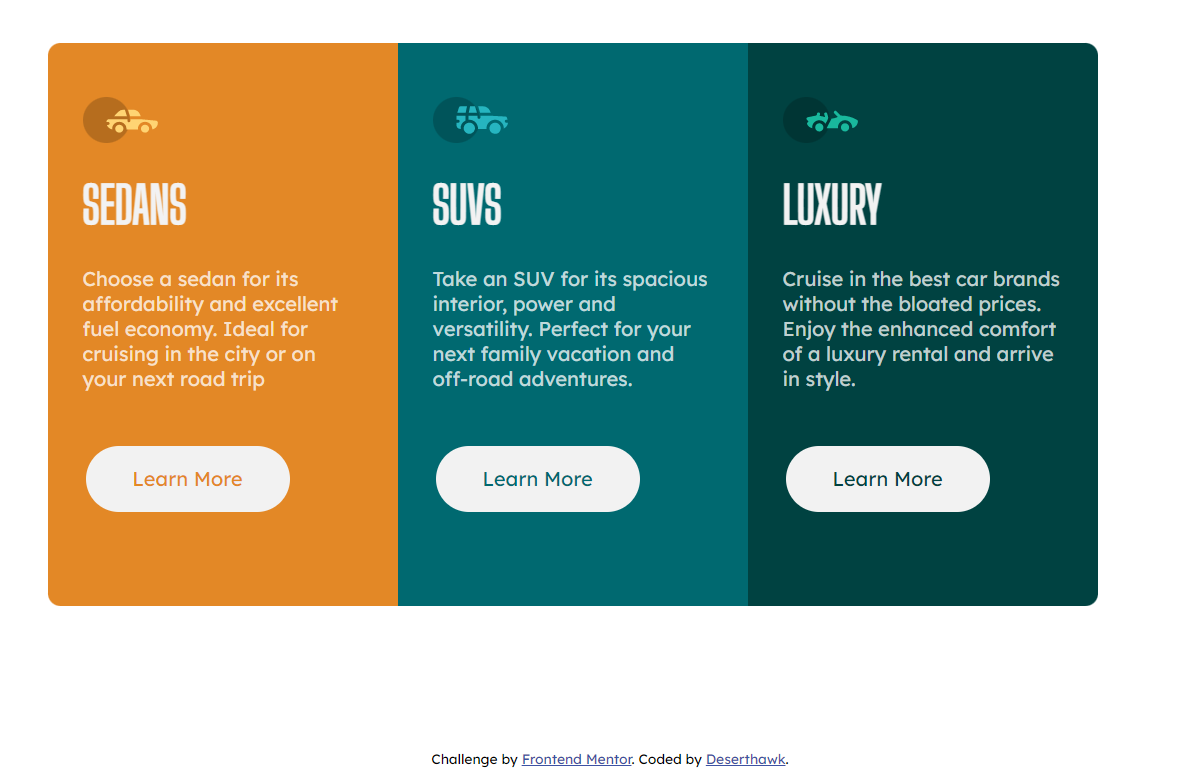 SEDANS
Choose a sedan for its
affordability and excellent
fuel economy. Ideal for
cruising in the city or on
your next road trip
Learn More
SUVS
Take an SUV for its spacious
interior, power and
versatility. Perfect for your
next family vacation and
off-road adventures.
Learn More
LUXURY
Cruise in the best car brands
without the bloated prices.
Enjoy the enhanced comfort
of a luxury rental and arrive
in style.
Learn More
Challenge by Frontend Mentor. Coded by Deserthawk.